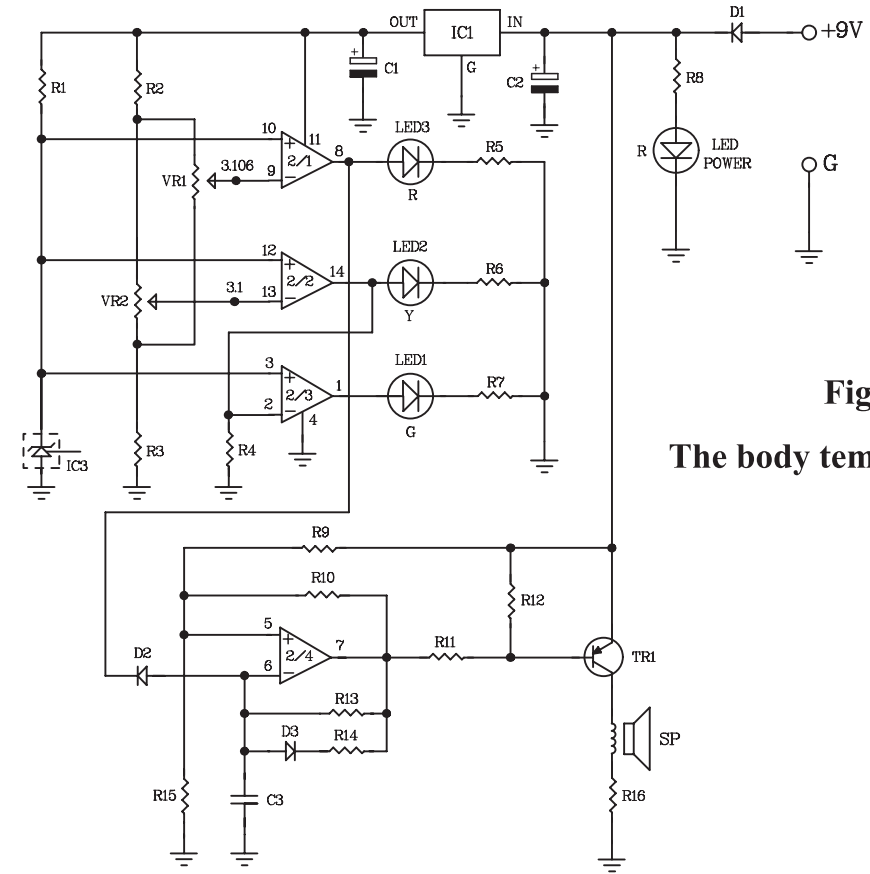 OUT IC1 IN D1 +9V
G
C1 C2
R1 R2 R8
LED3
10 11 8 R5 R LED
3.106 2/1 POWER G
VR1 9
R
LED2
12 14 R6
2/2
VR2 3.1 13
Y
LED1
3 1 R7 Fig
2/3
2 4
G
IC3 R3 R4 The body tem
R9
R10
R12
5 7 R11
D2 2/4 TR1
6
R13
D3 R14 SP
R15 C3 R16